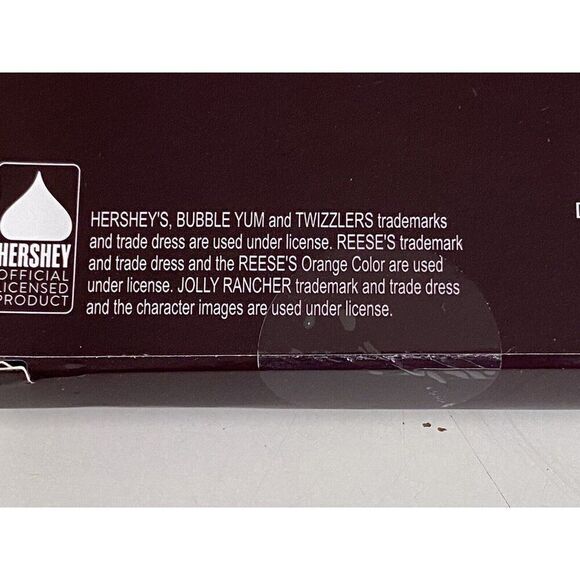 HERSHEY
OFFICIAL
LICENSED
PRODUCT
HERSHEY'S, BUBBLE YUM and TWIZZLERS trademarks
and trade dress are used under license. REESE'S trademark
and trade dress and the REESE'S Orange Color are used
under license. JOLLY RANCHER trademark and trade dress
and the character images are used under license.